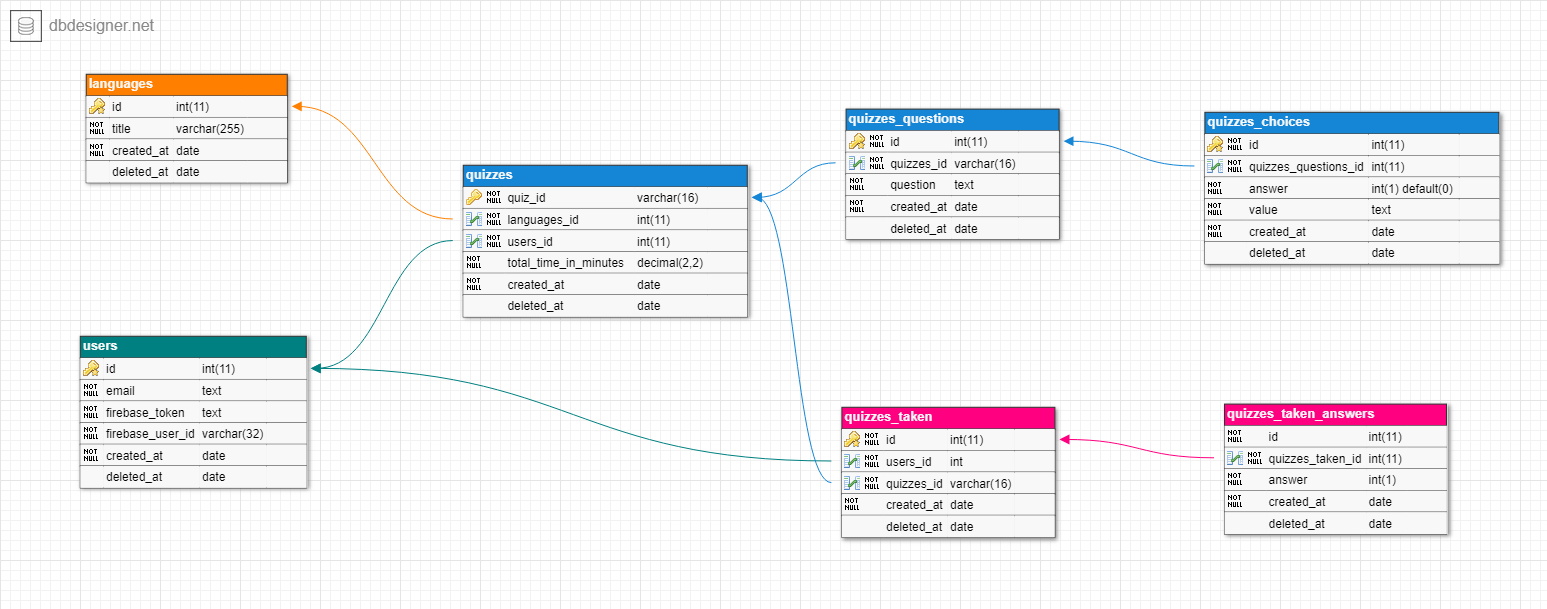 dbdesigner.net
languages
id int(11)
NOT NULL title varchar(255)
NOT NULL created_at date
deleted_at date
quizzes
NOT NULL quiz_id varchar(16)
NOT NULL languages_id int(11)
NOT NULL users_id int(11)
NOT NULL total_time_in_minutes decimal(2,2)
NOT NULL created_at date
deleted_at date
quizzes_questions
NOT NULL id int(11)
NOT NULL quizzes_id varchar(16)
NOT NULL question text
NOT NULL created_at date
deleted_at date
quizzes_choices
NOT NULL id int(11)
NOT NULL quizzes_questions_id int(11)
NOT NULL answer int(1) default(0)
NOT NULL value text
NOT NULL created_at date
deleted_at date
users
id int(11)
NOT NULL email text
NOT NULL firebase_token text
NOT NULL firebase_user_id varchar(32)
NOT NULL created_at date
deleted_at date
quizzes_taken
NOT NULL id int(11)
NOT NULL users_id int
NOT NULL quizzes_id varchar(16)
NOT NULL created_at date
deleted_at date
quizzes_taken_answers
NOT NULL id int(11)
NOT NULL quizzes_taken_id int(11)
NOT NULL answer int(1)
NOT NULL created_at date
deleted_at date